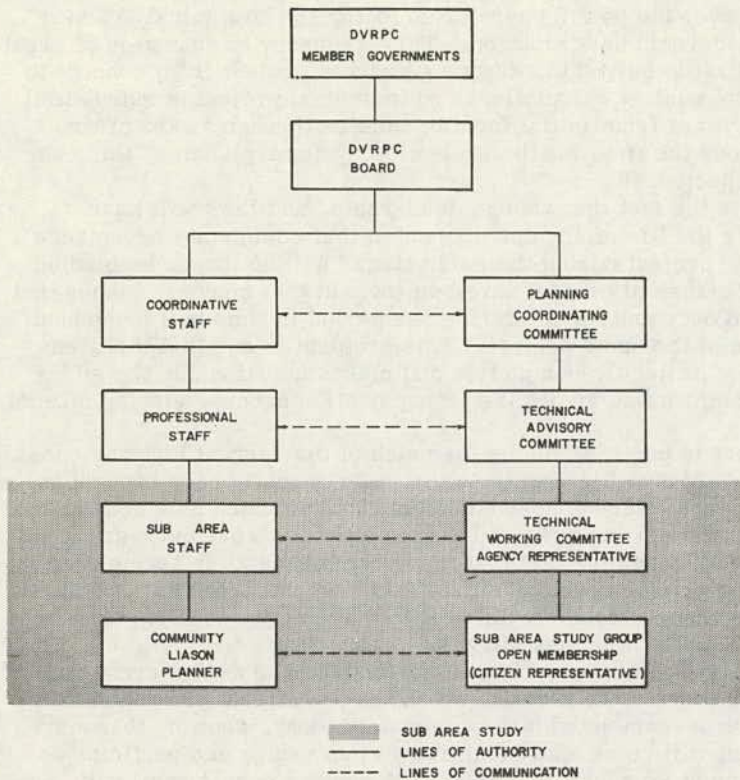 DVRPC
MEMBER GOVERNMENTS
DVRPC
BOARD
COORDINATIVE
STAFF
PLANNING
COORDINATING
COMMITTEE
PROFESSIONAL
STAFF
TECHNICAL
ADVISORY
COMMITTEE
SUB AREA
STAFF
TECHNICAL
WORKING COMMITTEE
AGENCY REPRESENTATIVE
COMMUNITY
LIASON
PLANNER
SUB AREA STUDY GROUP
OPEN MEMBERSHIP
(CITIZEN REPRESENTATIVE)
SUB AREA STUDY
LINES OF AUTHORITY
LINES OF COMMUNICATION